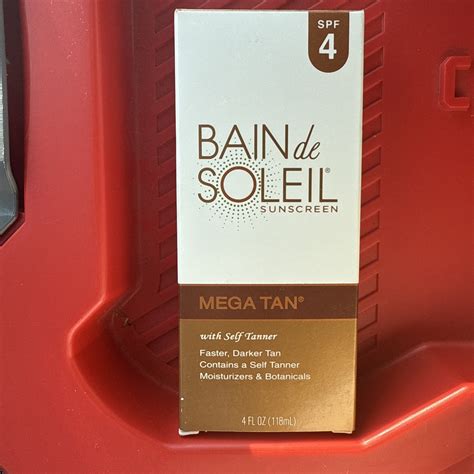 SPF
4
BAIN de
SOLEIL®
SUNSCREEN
MEGA TAN®
with Self Tanner
Faster, Darker Tan
Contains a Self Tanner
Moisturizers & Botanicals
4 FL OZ (118mL)